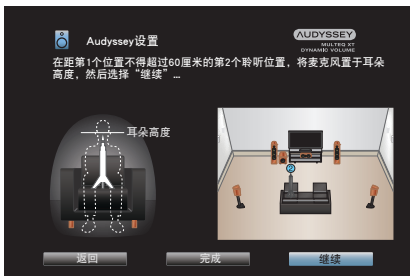 Audyssey设置
AUDYSSEY
MULTEQ XT
DYNAMIC VOLUME
在距第1个位置不得超过60厘米的第2个聆听位置，将麦克风置于耳朵
高度，然后选择“继续”...
耳朵高度
2
返回
完成
继续